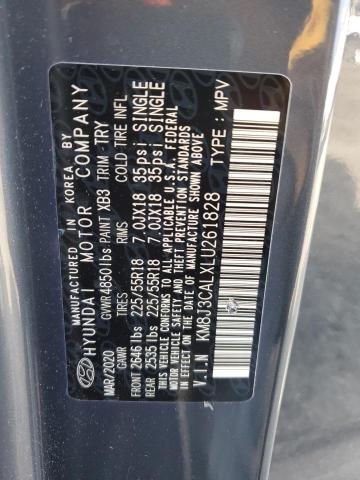 MANUFACTURED IN KOREA BY
HYUNDAI MOTOR COMPANY
MAR/2020 GVWR 4850lbs PAINT XB3 TRIM - TRY
GAWR TIRES RIMS COLD TIRE INFL
FRONT 2646 lbs 225/55R18 7.0JX18 35psi SINGLE
REAR 2535 lbs 225/55R18 7.0JX18 35psi SINGLE
THIS VEHICLE CONFORMS TO ALL APPLICABLE U.S.A. FEDERAL
MOTOR VEHICLE SAFETY AND THEFT PREVENTION STANDARDS
IN EFFECT ON THE DATE OF MANUFACTURE SHOWN ABOVE
V.I.N KM8J3CALXLU261828 TYPE : MPV